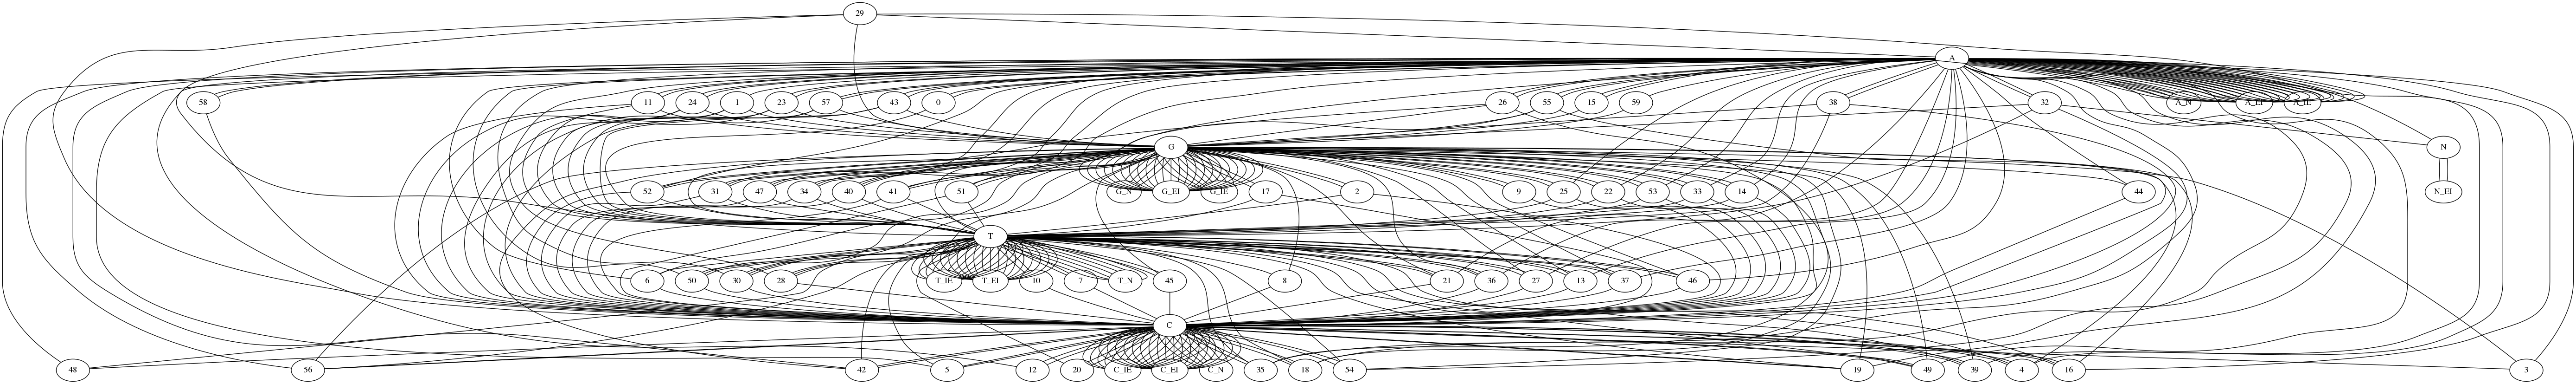 29
A
58 11 24 1 23 57 43 0 26 55 15 59 38 32 A_N A_EI A_IE
G N
52 31 47 34 40 41 51 G_N G_EI G_IE 17 2 9 25 22 53 33 14 44 N_EI
T
6 50 30 28 T_IE T_EI 10 7 T_N 45 8 21 36 27 13 37 46
C
48 56 42 5 12 20 C_IE C_EI C_N 35 18 54 19 49 39 4 16 3